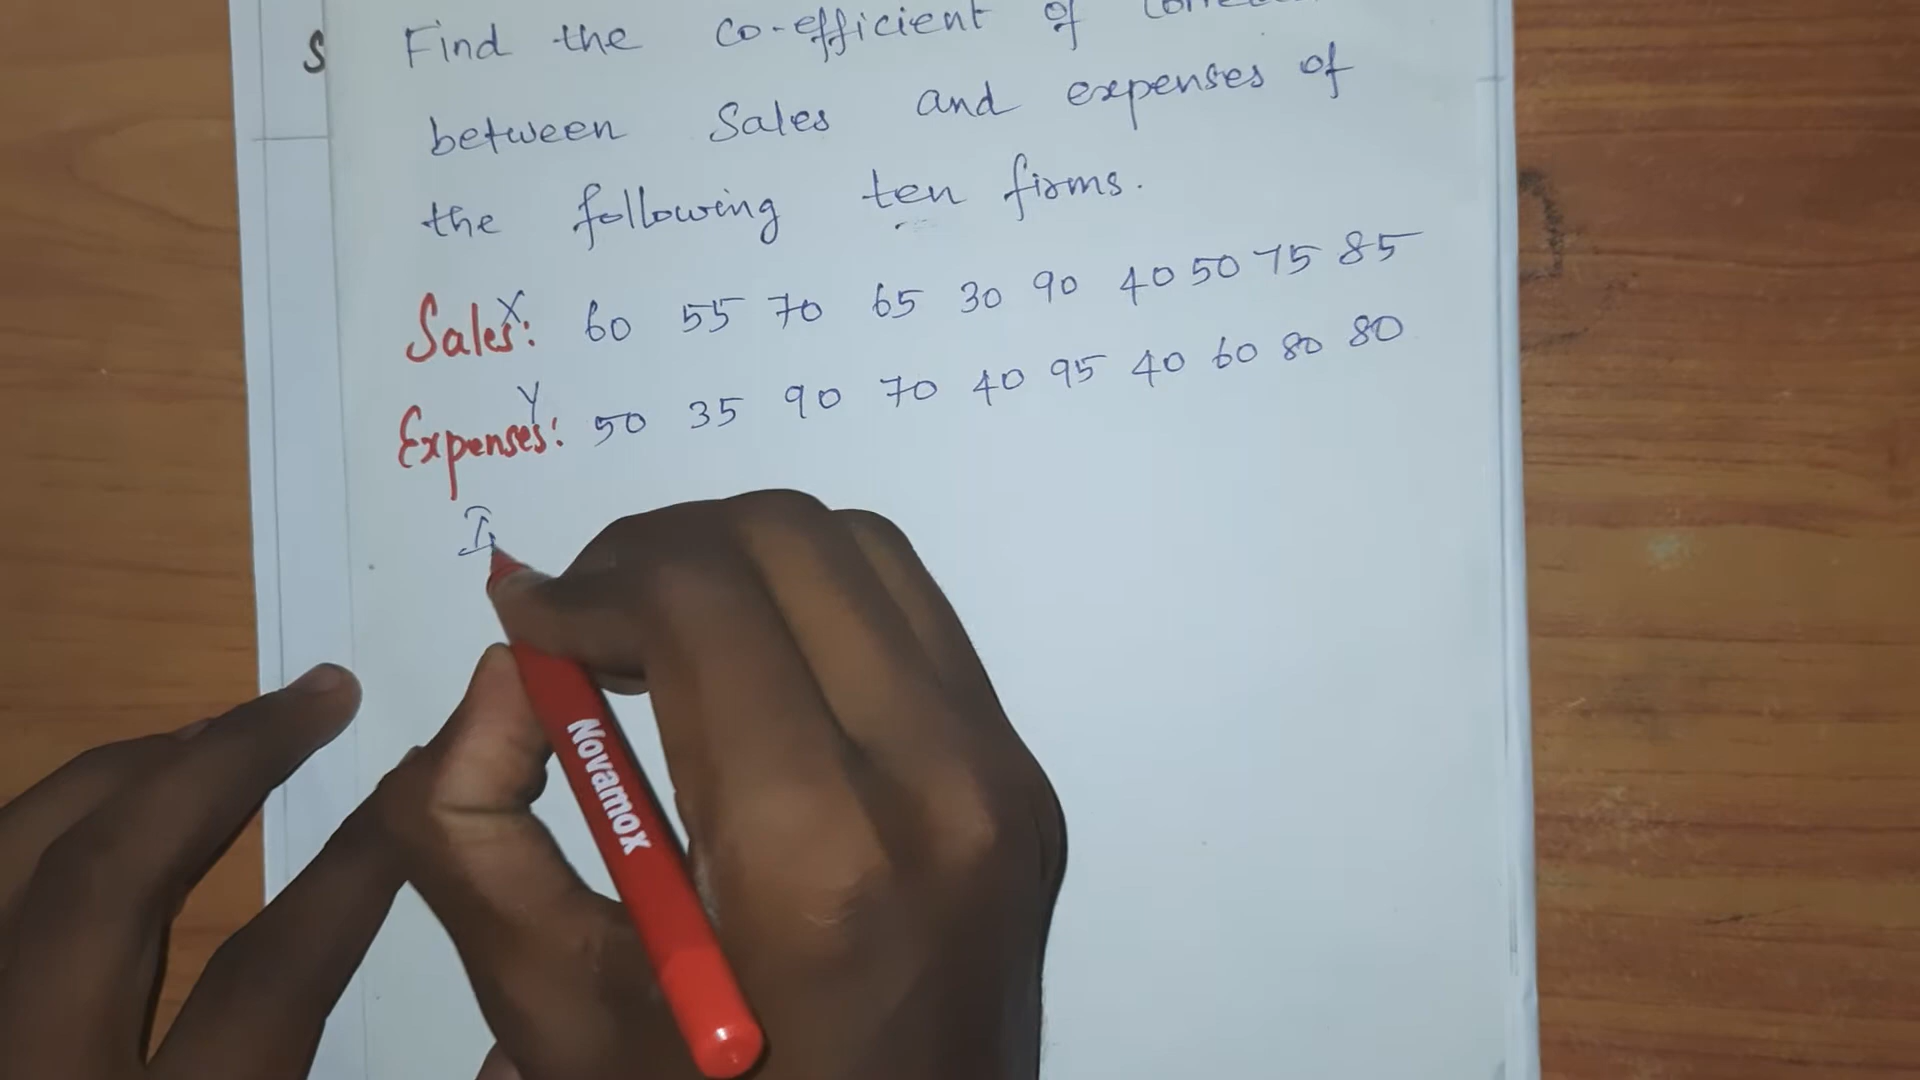 S
Find the co-efficient of
between Sales and expenses of
the following ten firms.
Sales: X 60 55 70 65 30 90 40 50 75 85
Expenses: Y 50 35 90 70 40 95 40 60 80 80
I
Novamox